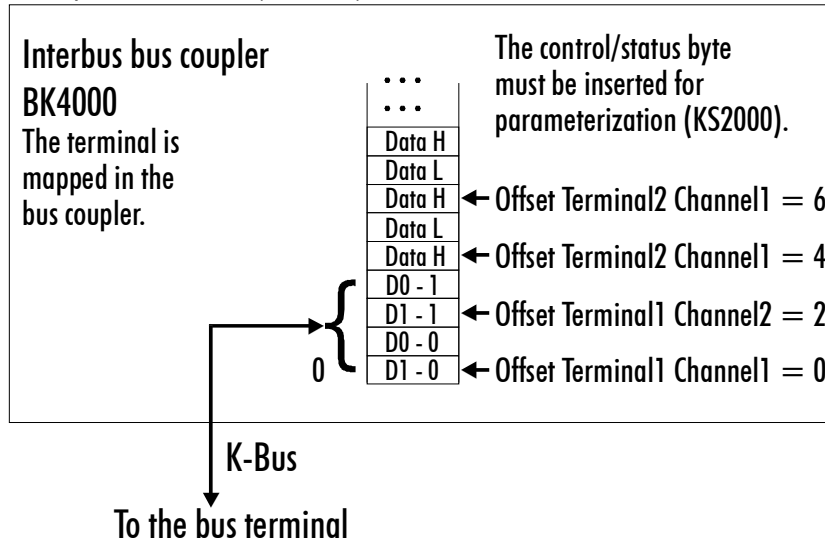 Interbus bus coupler
BK4000
The terminal is
mapped in the
bus coupler.
The control/status byte
must be inserted for
parameterization (KS2000).
...
...
Data H
Data L
Data H ← Offset Terminal2 Channel1 = 6
Data L
Data H ← Offset Terminal2 Channel1 = 4
D0 - 1
D1 - 1 ← Offset Terminal1 Channel2 = 2
D0 - 0
0 D1 - 0 ← Offset Terminal1 Channel1 = 0
K-Bus
To the bus terminal